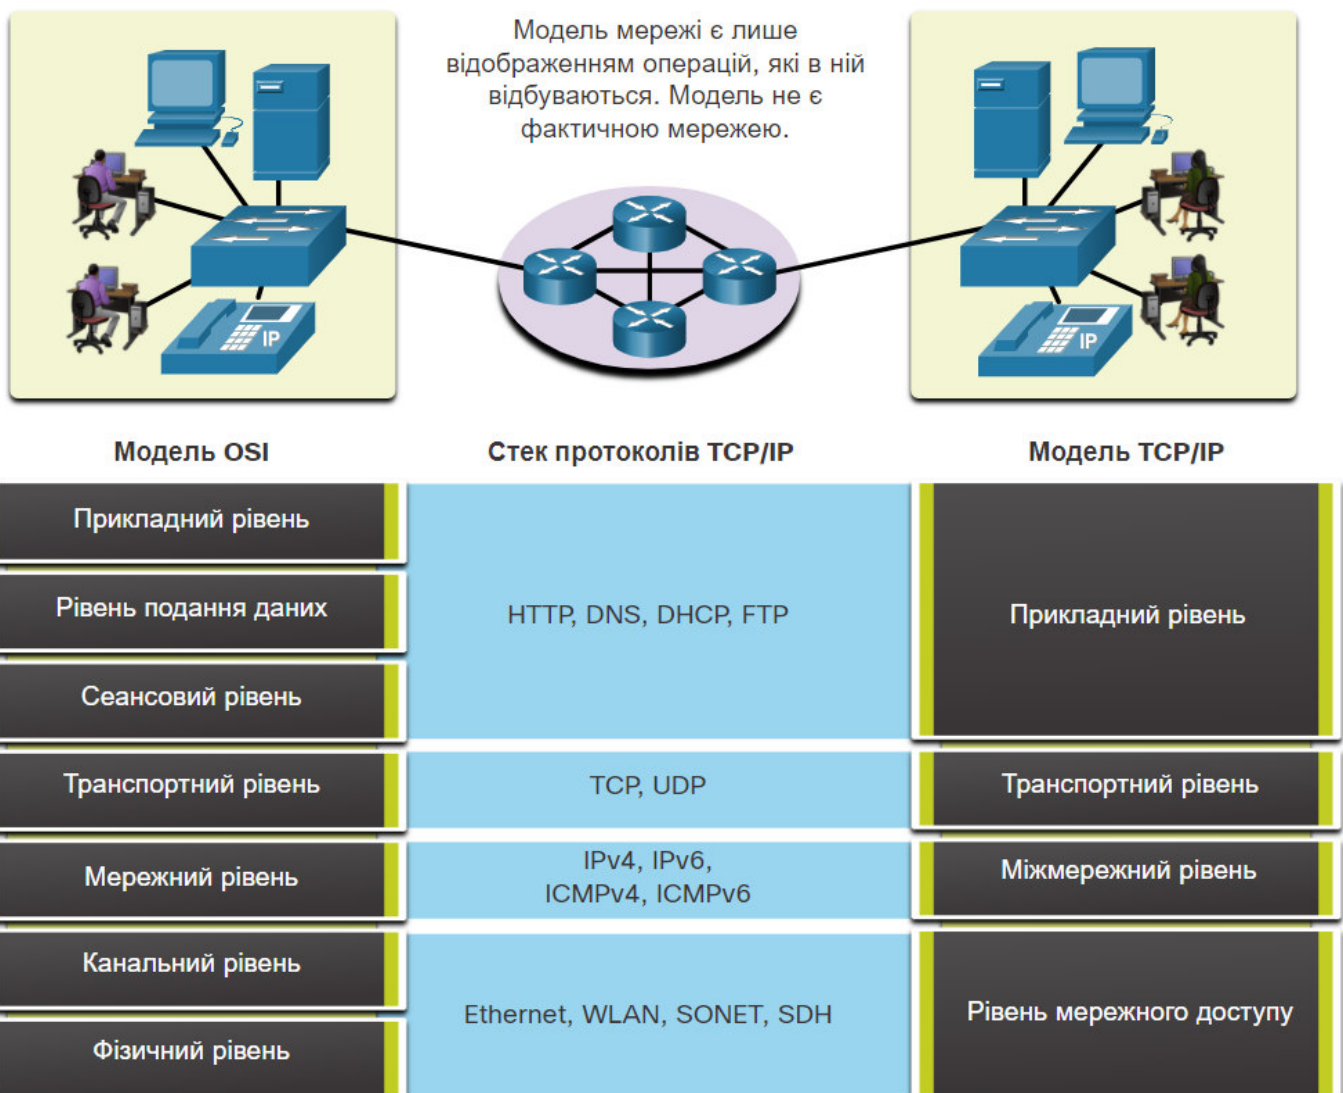 Модель мережі є лише
відображенням операцій, які в ній
відбуваються. Модель не є
фактичною мережею.
IP
IP
Модель OSI
Стек протоколів TCP/IP
Модель TCP/IP
Прикладний рівень
Рівень подання даних
HTTP, DNS, DHCP, FTP
Прикладний рівень
Сеансовий рівень
Транспортний рівень
TCP, UDP
Транспортний рівень
Мережний рівень
IPv4, IPv6,
ICMPv4, ICMPv6
Міжмережний рівень
Канальний рівень
Ethernet, WLAN, SONET, SDH
Рівень мережного доступу
Фізичний рівень